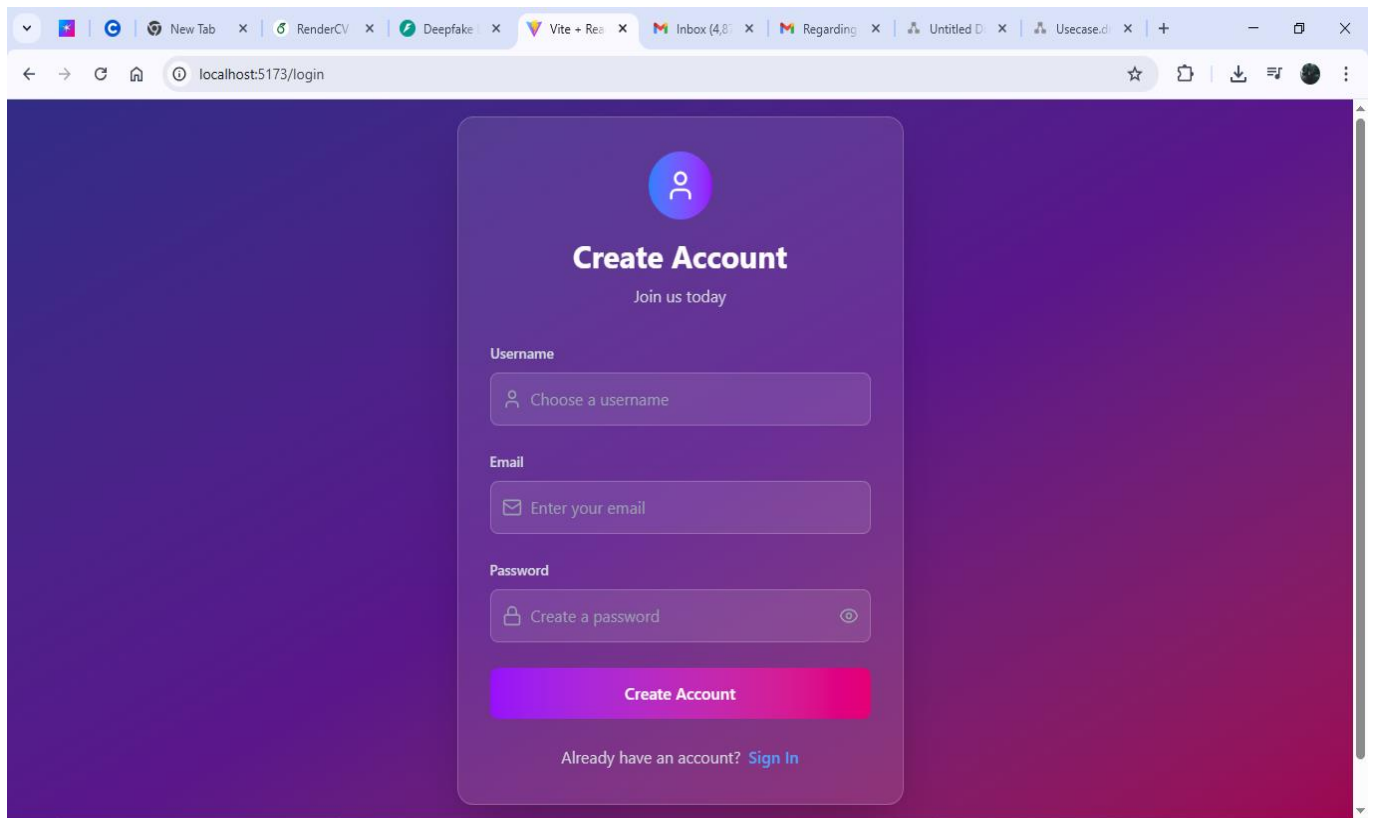 New Tab
RenderCV
Deepfake
Vite + Rea
Inbox (4,87
Regarding
Untitled D
Usecase.d
localhost:5173/login
Create Account
Join us today
Username
Choose a username
Email
Enter your email
Password
Create a password
Create Account
Already have an account? Sign In